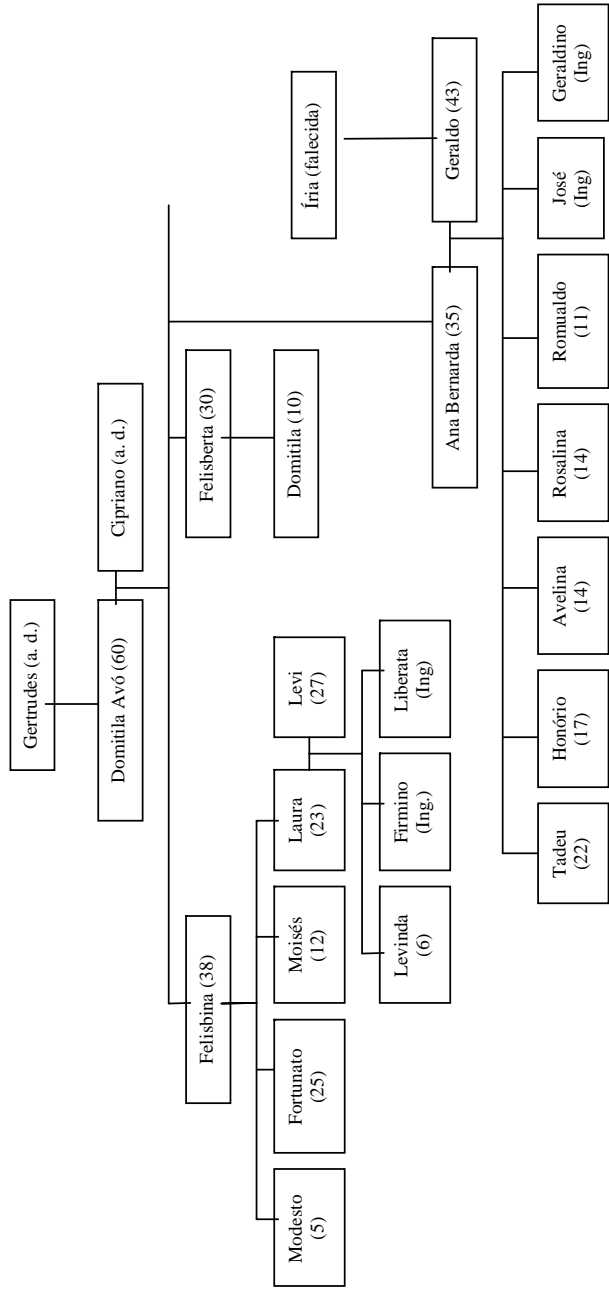 Gertrudes (a. d.)
Domitila Avó (60)
Cipriano (a. d.)
Felisbina (38)
Felisberta (30)
Domitila (10)
Íria (falecida)
Ana Bernarda (35)
Geraldo (43)
Modesto
(5)
Fortunato
(25)
Moisés
(12)
Laura
(23)
Levi
(27)
Levinda
(6)
Firmino
(Ing.)
Liberata
(Ing)
Tadeu
(22)
Honório
(17)
Avelina
(14)
Rosalina
(14)
Romualdo
(11)
José
(Ing)
Geraldino
(Ing)